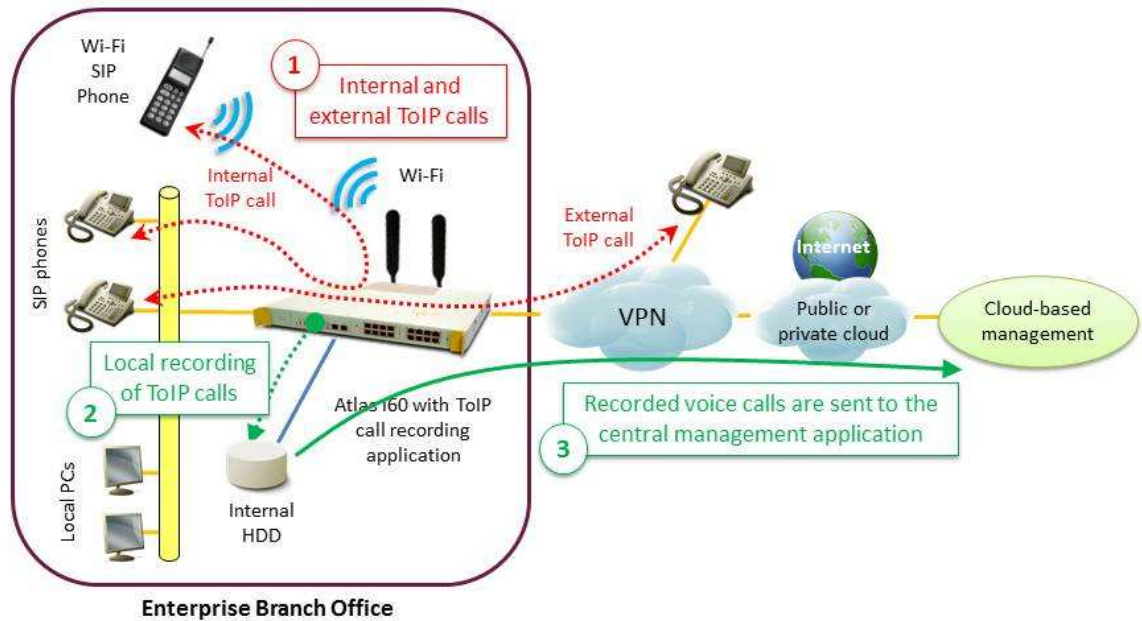 Wi-Fi
SIP
Phone
1
Internal and
external ToIP calls
Internal
ToIP call
Wi-Fi
SIP phones
External
ToIP call
Internet
VPN
Public or
private cloud
Cloud-based
management
Local recording
of ToIP calls
2
Atlas i60 with ToIP
call recording
application
Recorded voice calls are sent to the
central management application
3
Local PCs
Internal
HDD
Enterprise Branch Office